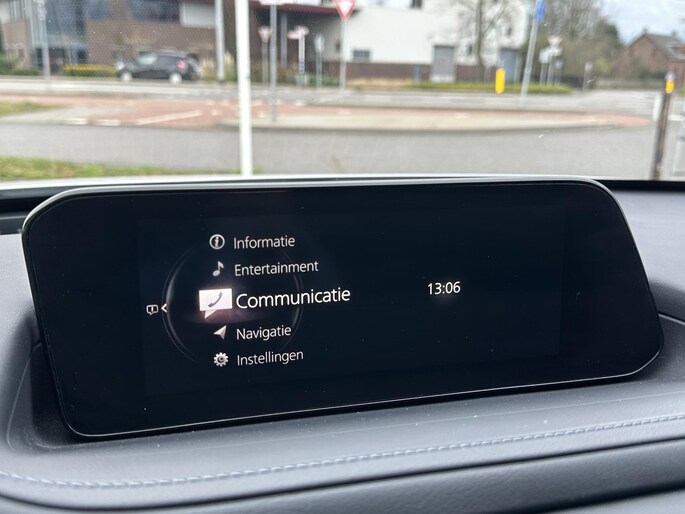 Informatie
Entertainment
Communicatie
13:06
Navigatie
Instellingen